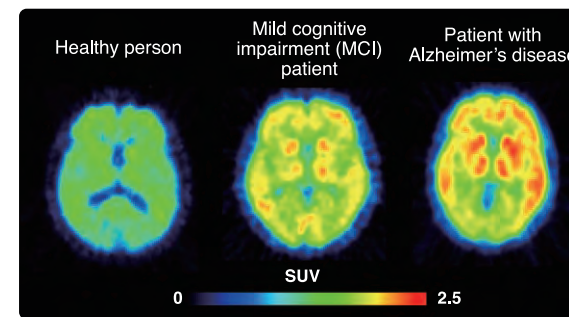 Healthy person
Mild cognitive
impairment (MCI)
patient
Patient with
Alzheimer's diseas
SUV
0
2.5